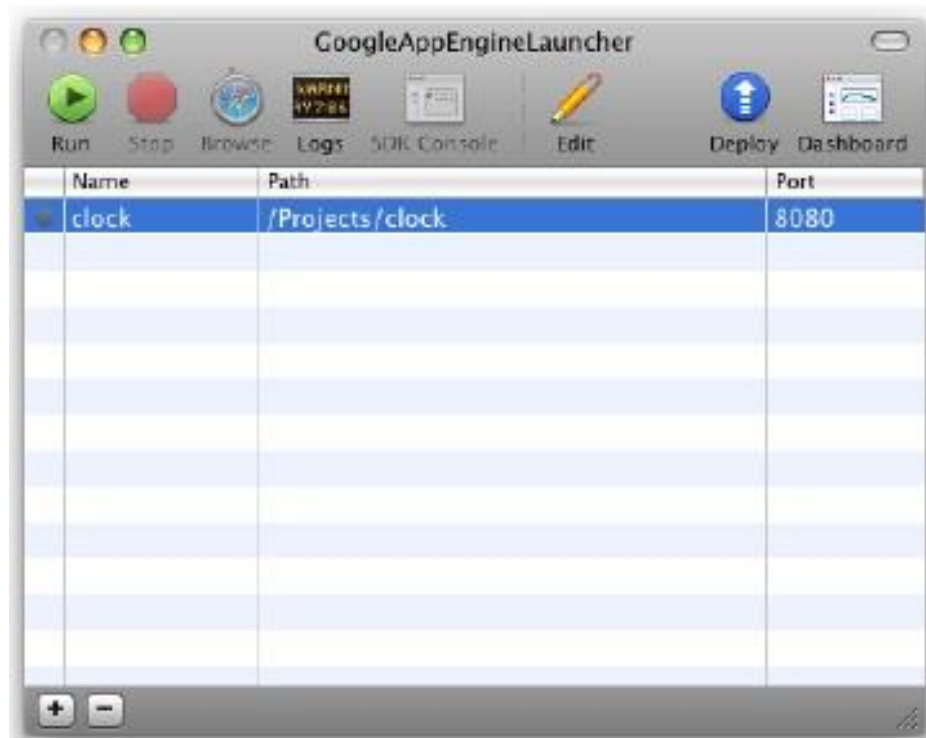 GoogleAppEngineLauncher
Run Stop Browse Logs SDK Console Edit Deploy Dashboard
Name Path Port
clock /Projects/clock 8080